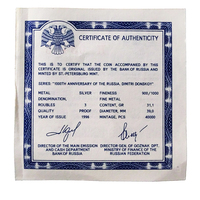 CERTIFICATE OF AUTHENTICITY
THIS IS TO CERTIFY THAT THE COIN ACCOMPANIED BY THIS
CERTIFICATE IS ORIGINAL, ISSUED BY THE BANK OF RUSSIA AND
MINTED BY ST. PETERSBURG MINT.
SERIES "1000TH ANNIVERSARY OF THE RUSSIA. DIMITRI DONSKOY"
METAL SILVER FINENESS 900/1000
DENOMINATION, FINE METAL
ROUBLES 3 CONTENT GR 31,1
QUALITY PROOF DIAMETER MM 39,0
YEAR OF ISSUE 1996 PCS. 40000
DIRECTOR OF THE MAIN EMISSION
AND CASH DEPARTMENT
BANK OF RUSSIA
DIRECTOR GEN. OF GOZNAK DPT.
MINISTRY OF FINANCE OF THE
RUSSIAN FEDERATION